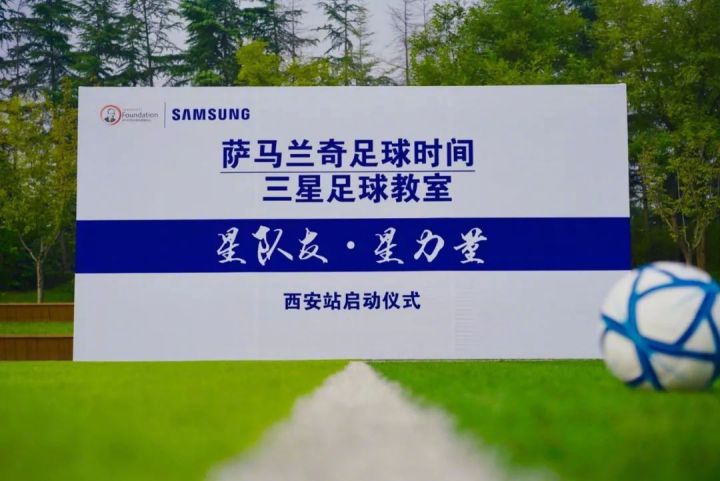 Foundation
SAMSUNG
萨马兰奇足球时间
三星足球教室
星队友·星力量
西安站启动仪式